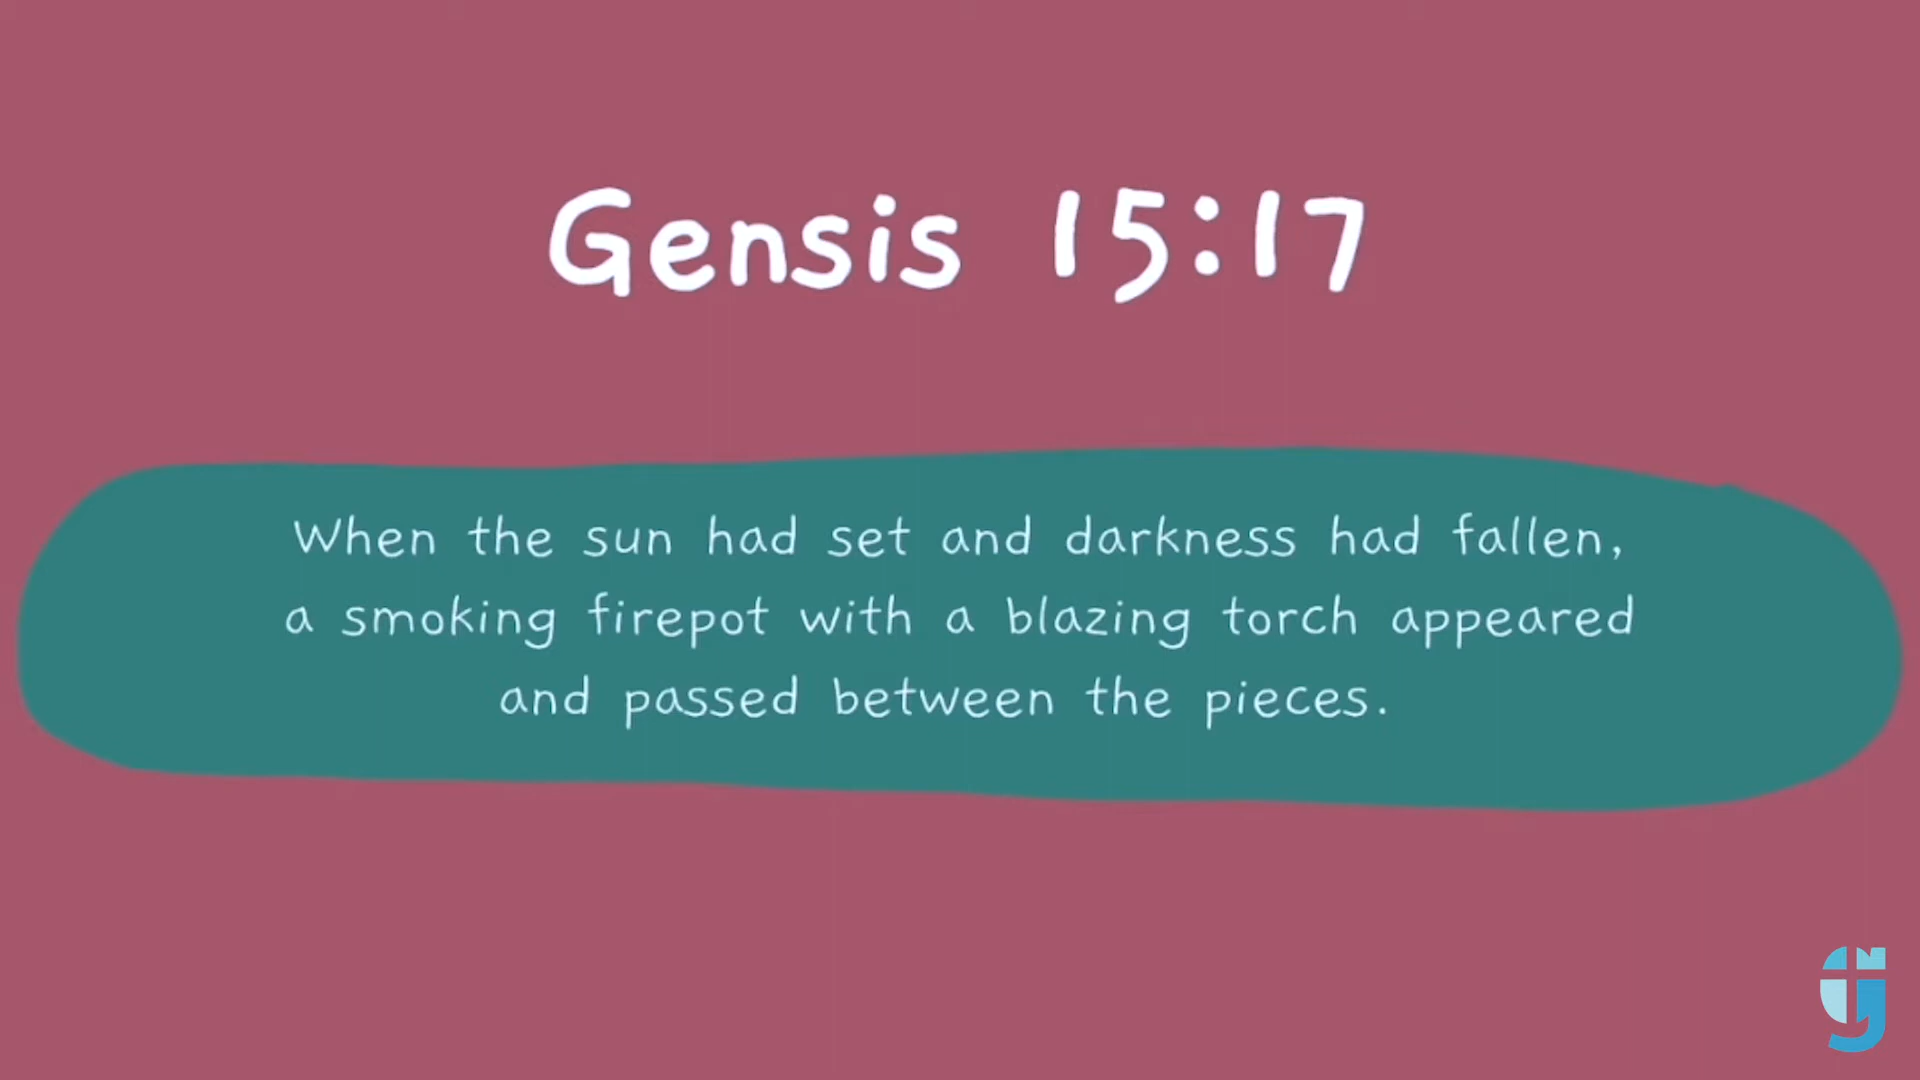 Gensis 15:17
When the sun had set and darkness had fallen,
a smoking firepot with a blazing torch appeared
and passed between the pieces.